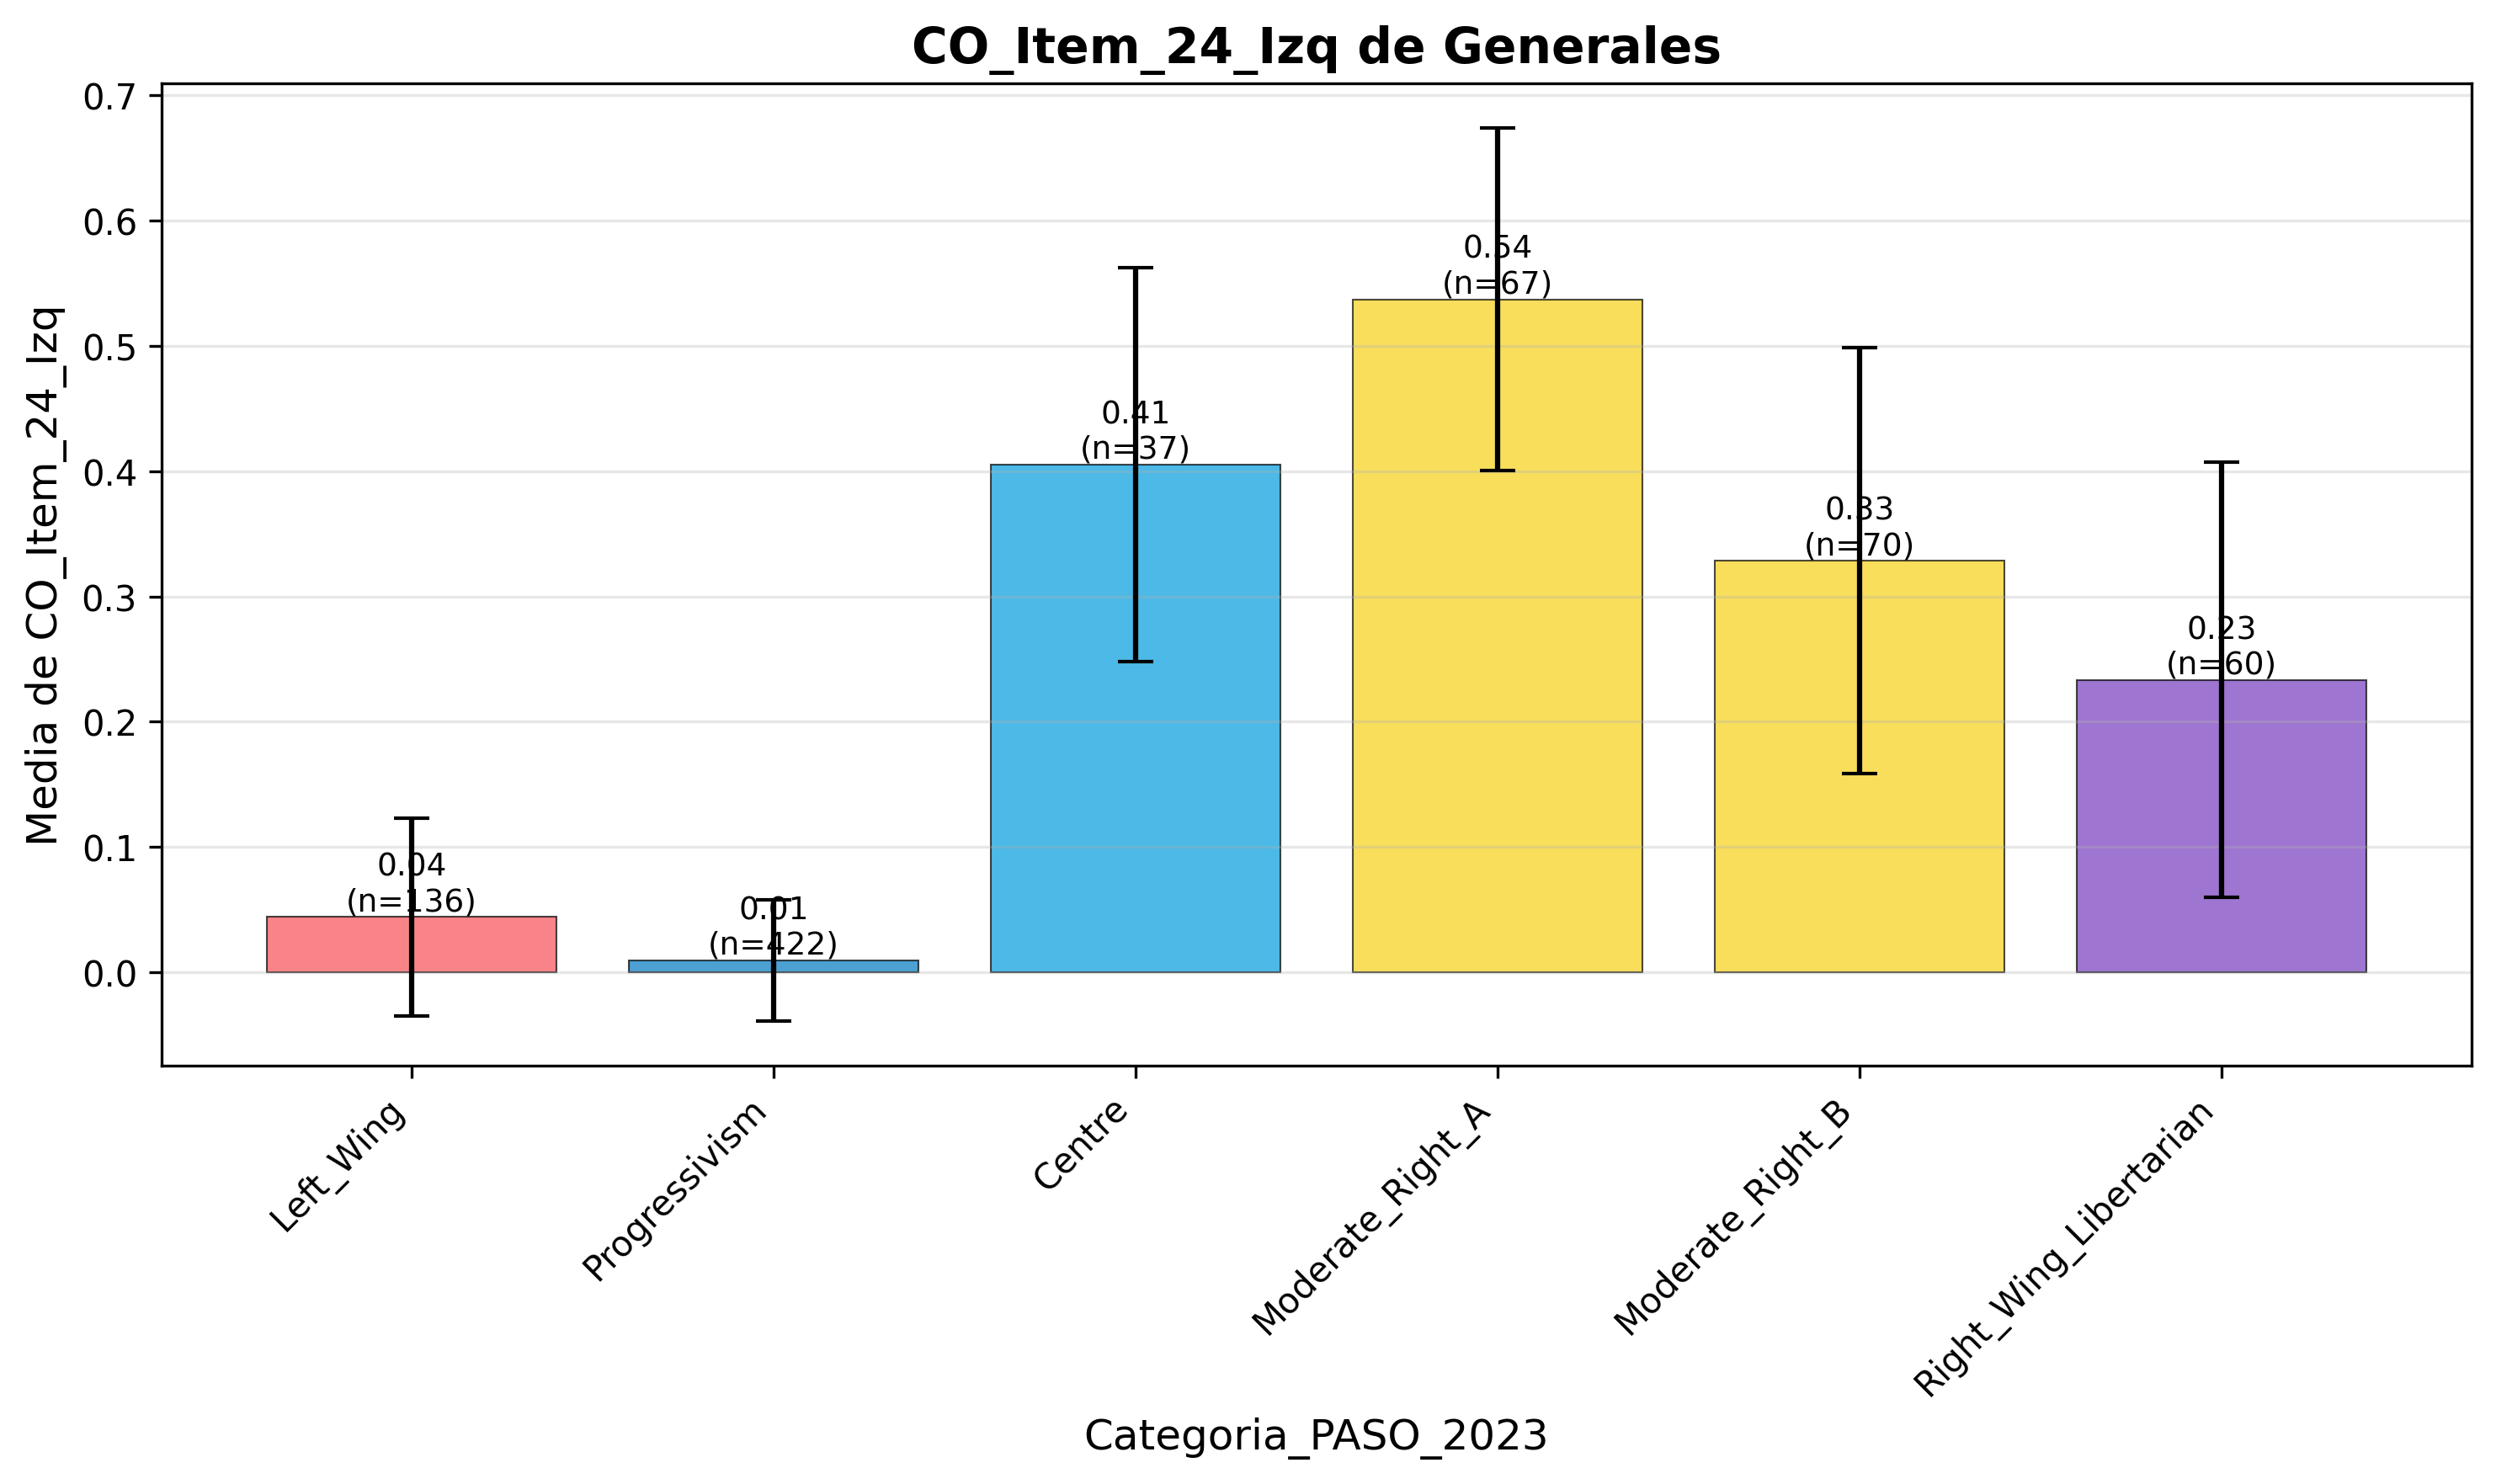 CO_Item_24_Izq de Generales
Media de CO_Item_24_Izq
0.7
0.6
0.5
0.4
0.3
0.2
0.1
0.0
0.04
(n=136)
0.01
(n=422)
0.41
(n=37)
0.54
(n=67)
0.33
(n=70)
0.23
(n=60)
Left_Wing
Progressivism
Centre
Moderate_Right_A
Moderate_Right_B
Right_Wing_Libertarian
Categoria_PASO_2023